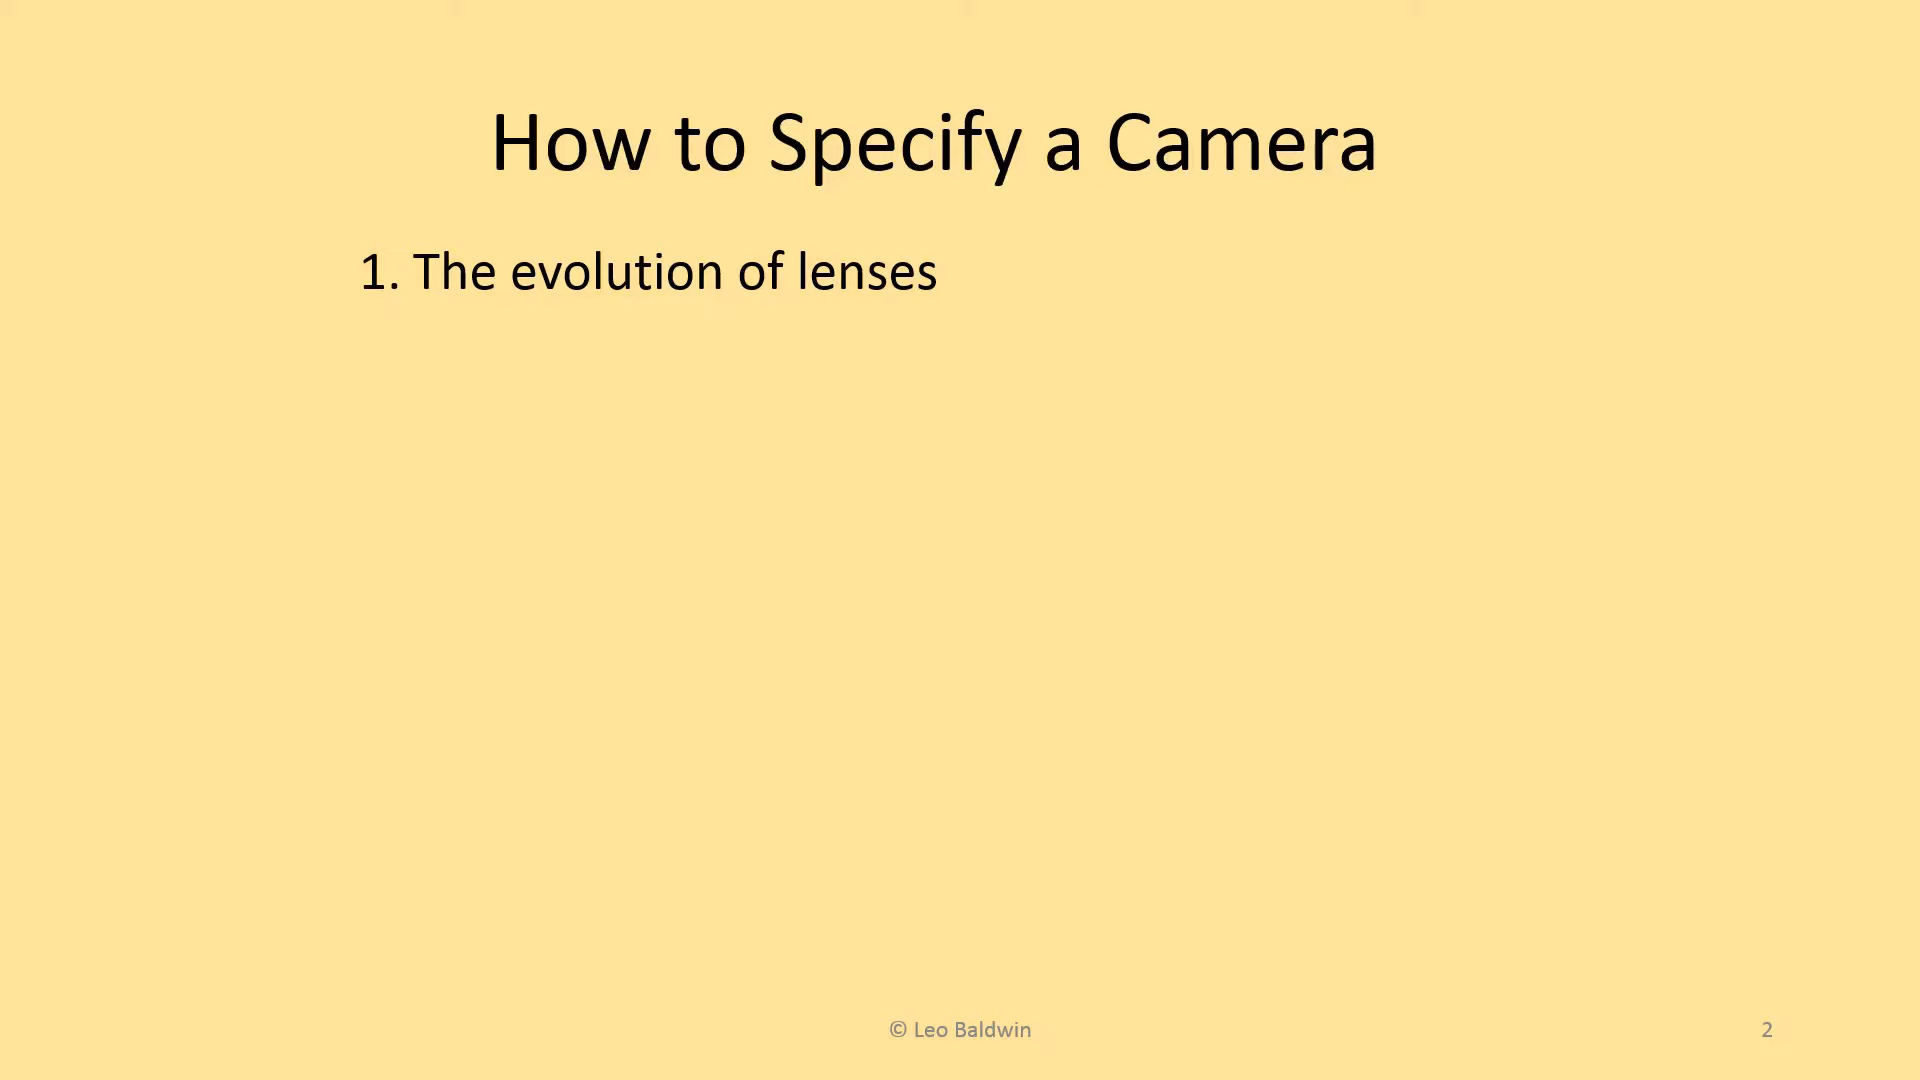 How to Specify a Camera
1. The evolution of lenses
© Leo Baldwin
2